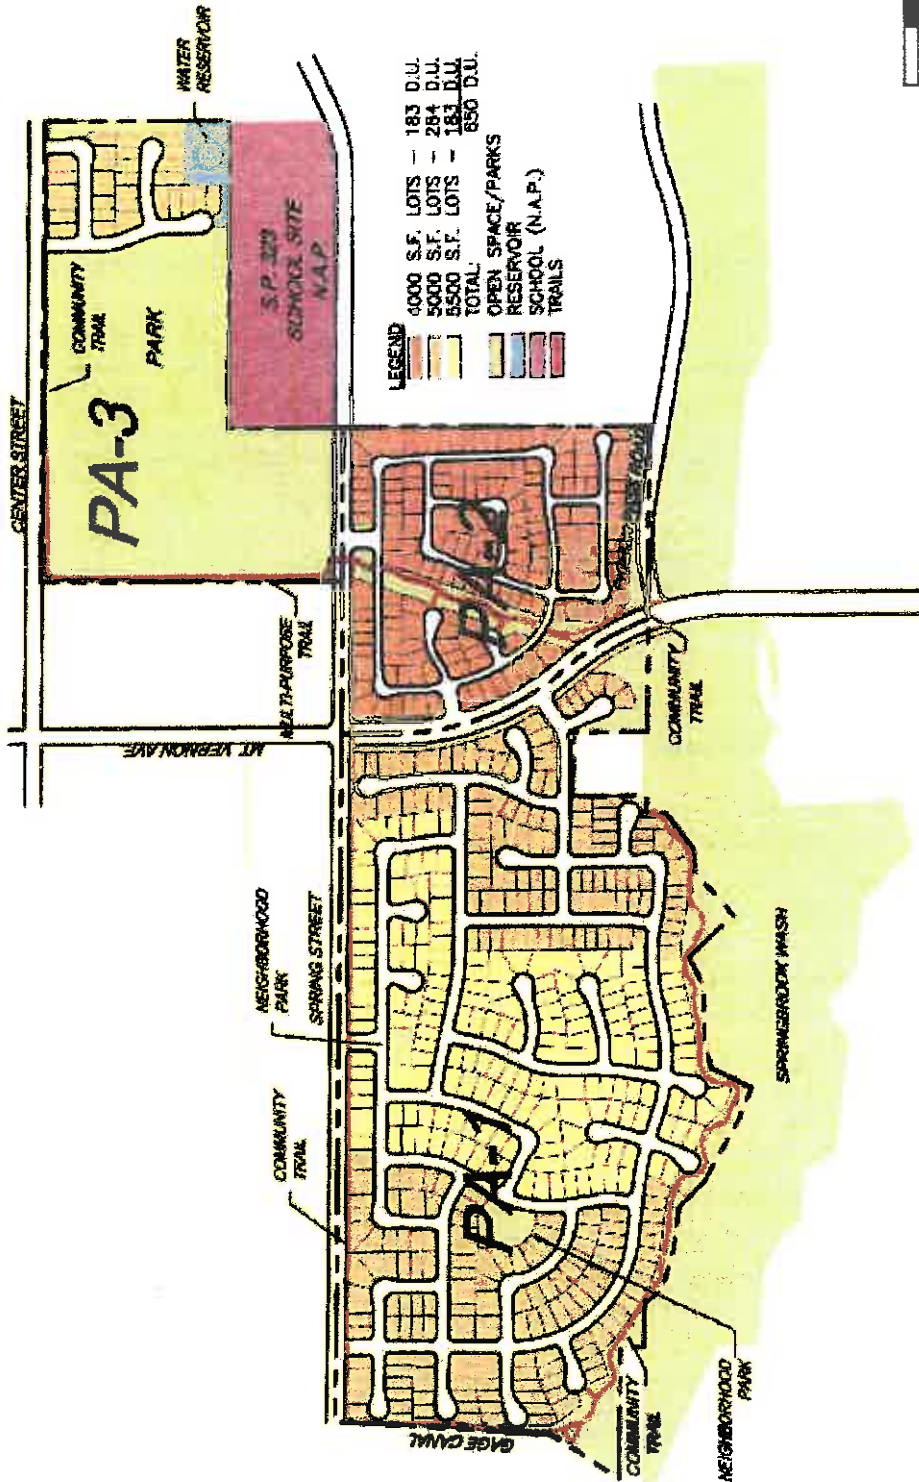 CENTER STREET
WATER
RESERVOIR
COMMUNITY
TRAIL
PA-3
PARK
S.P. 323
SCHOOL SITE
N.A.P.
MULTI-PURPOSE
TRAIL
MT. VERNON AVE
LEGEND
4000 S.F. LOTS - 183 D.U.
5000 S.F. LOTS - 284 D.U.
5500 S.F. LOTS - 183 D.U.
TOTAL: 650 D.U.
OPEN SPACE/PARKS
RESERVOIR
SCHOOL (N.A.P.)
TRAILS
PA-2
COMMUNITY
TRAIL
NEIGHBORHOOD
PARK
SPRING STREET
COMMUNITY
TRAIL
PA-1
SPRINGBROOK WASH
GAGE CANAL
COMMUNITY
TRAIL
NEIGHBORHOOD
PARK